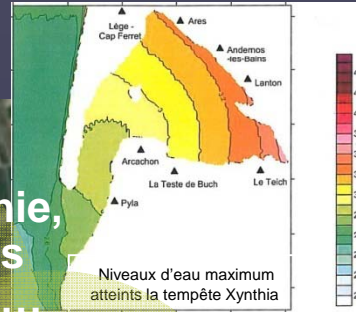 Lège -
Cap Ferret
Ares
Andernos
-les-Bains
Lanton
Arcachon
La Teste de Buch
Le Teich
Pyla
nie,
s
Niveaux d'eau maximum
atteints la tempête Xynthia